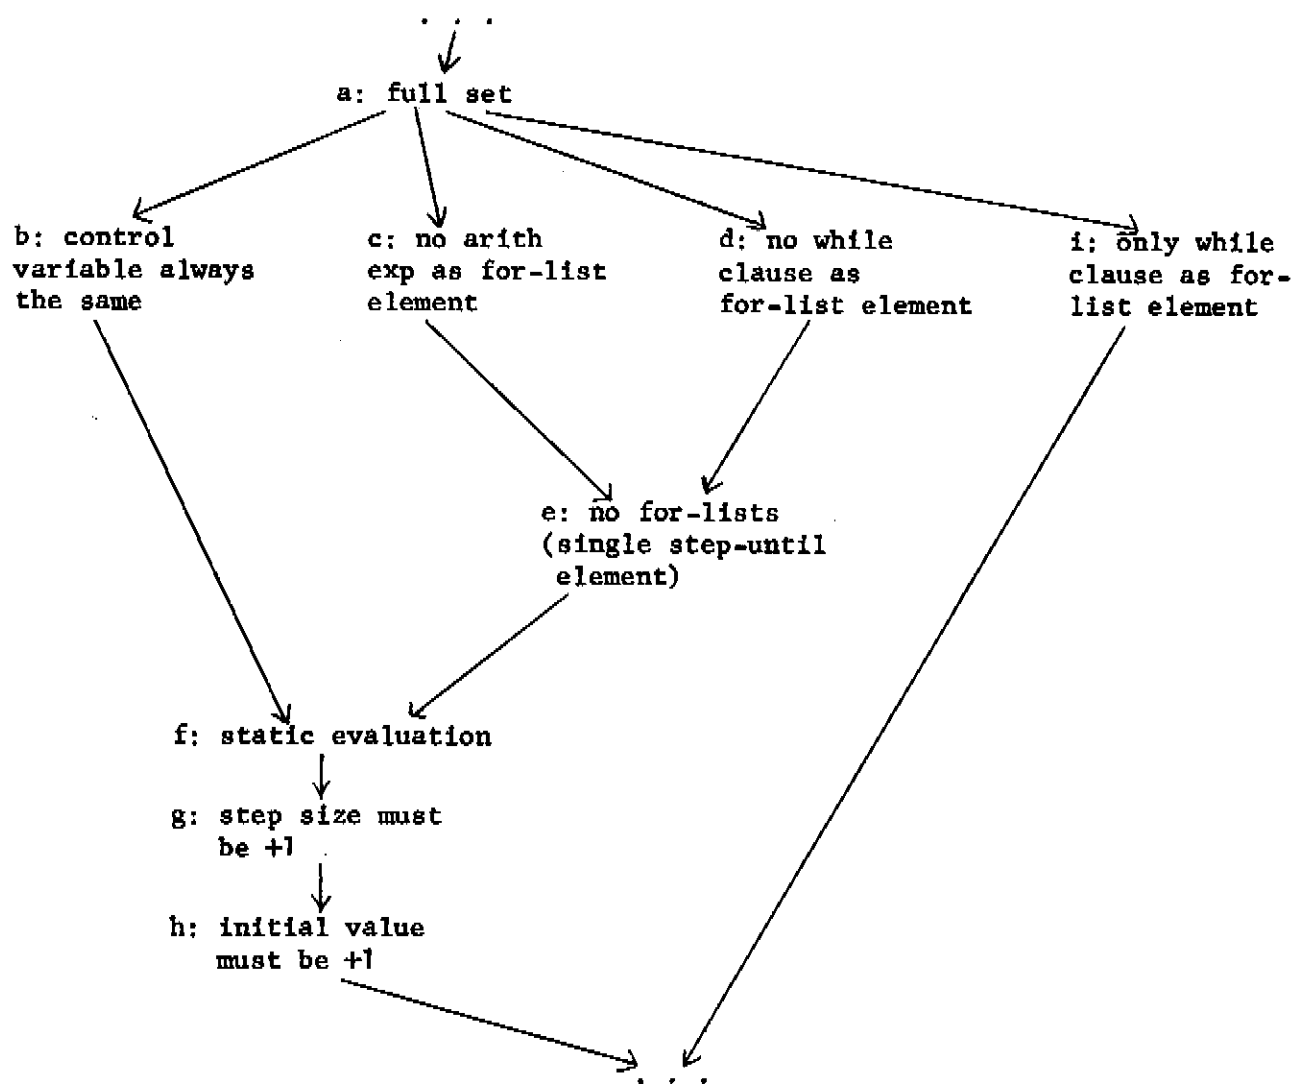 . . .
a: full set
b: control
variable always
the same
c: no arith
exp as for-list
element
d: no while
clause as
for-list element
i: only while
clause as for-
list element
e: no for-lists
(single step-until
element)
f: static evaluation
g: step size must
be +1
h: initial value
must be +1
. . .